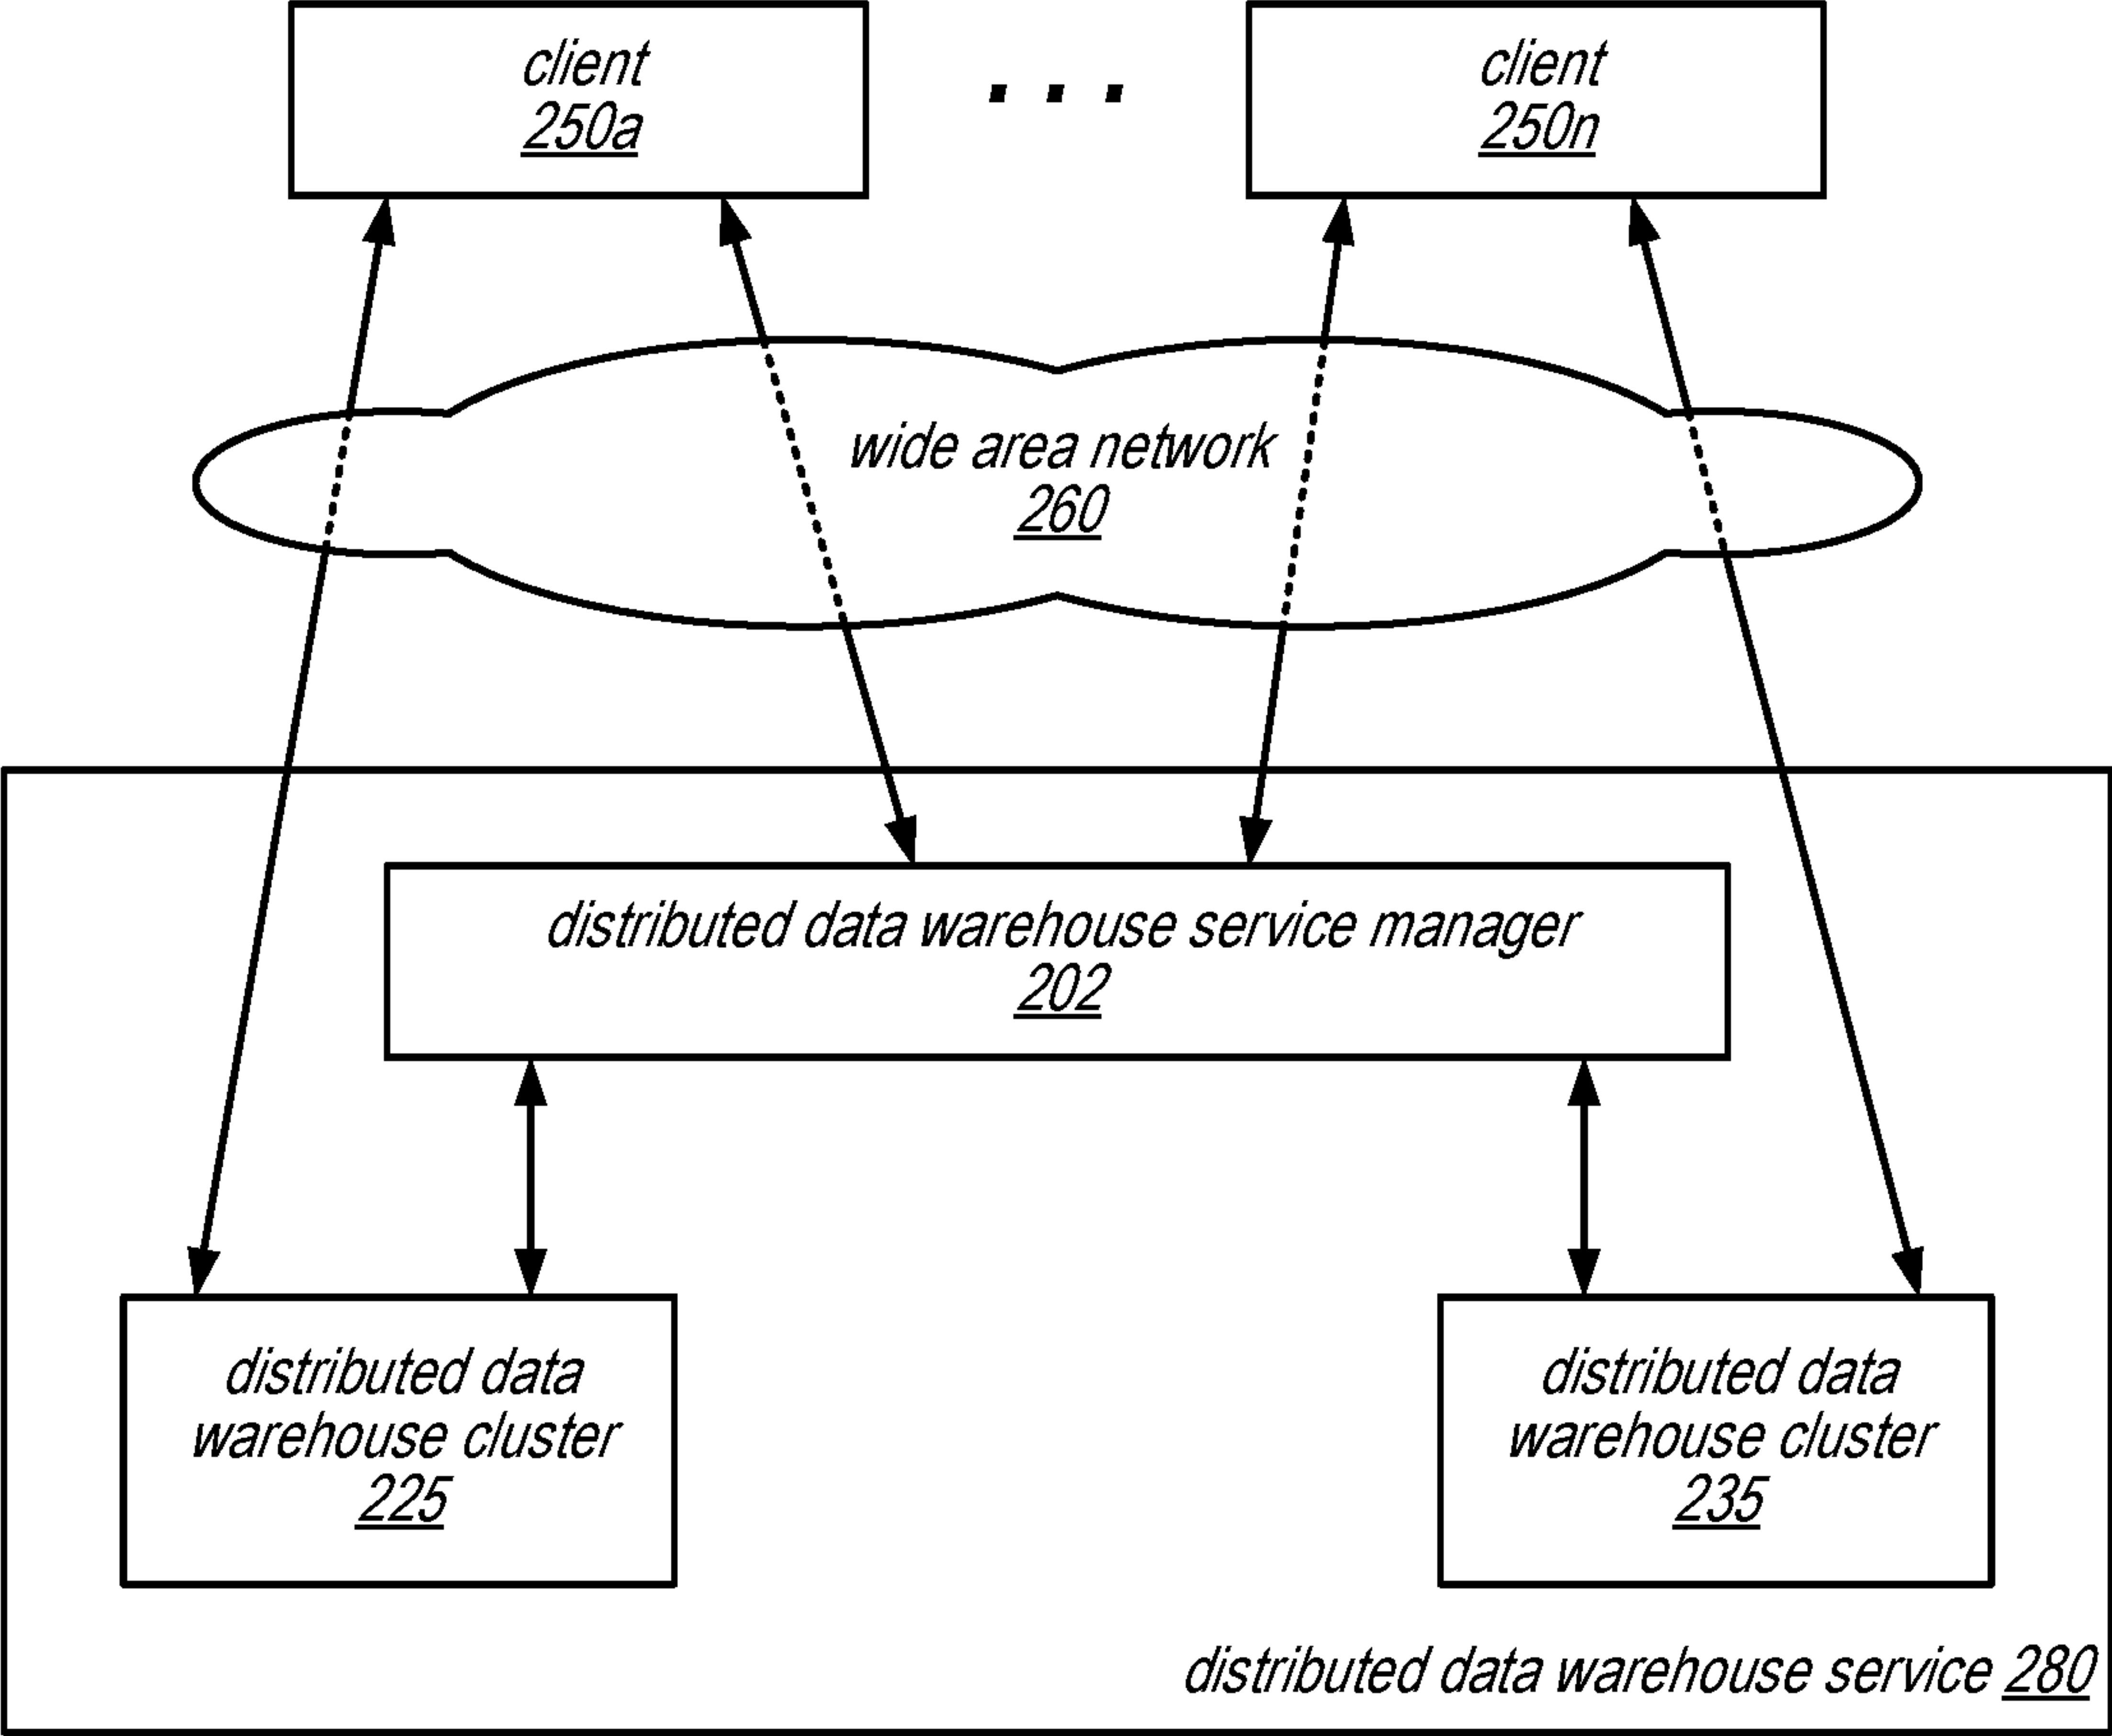 client
250a
. . .
client
250n
wide area network
260
distributed data warehouse service manager
202
distributed data
warehouse cluster
225
distributed data
warehouse cluster
235
distributed data warehouse service 280